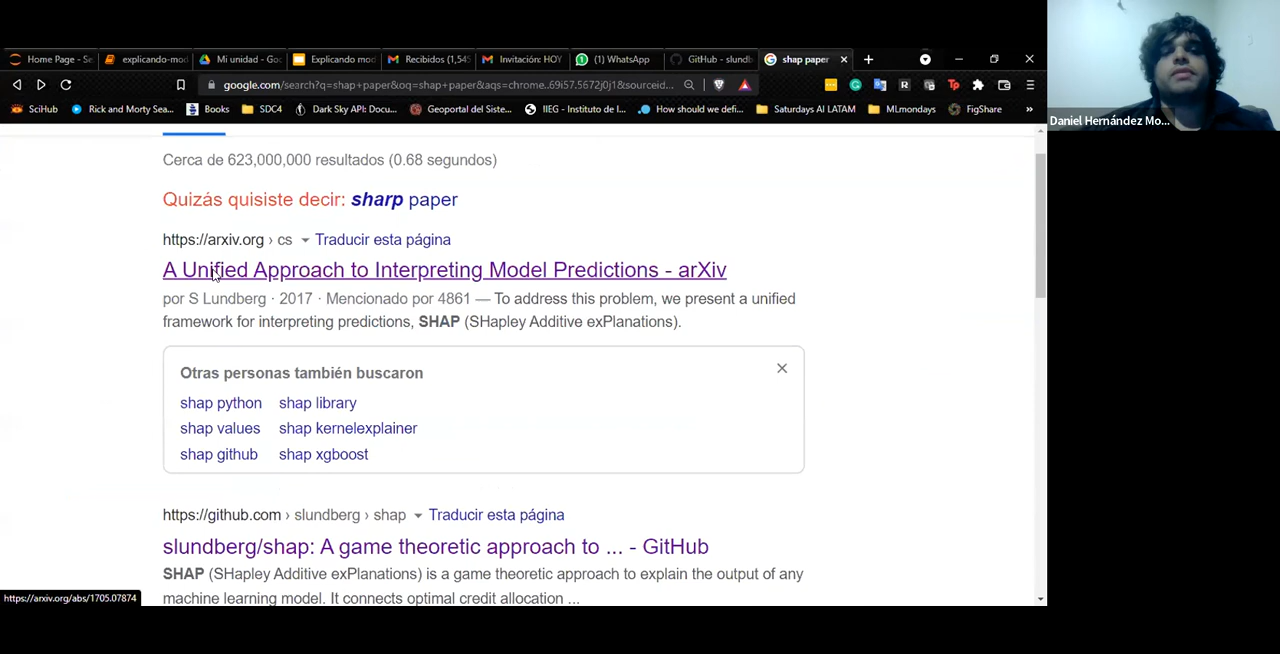 Home Page - Se
explicando-mod
Mi unidad - Goo
Explicando mod
Recibidos (1,545
Invitación: HOY
(1) WhatsApp
GitHub - slundb
shap paper
google.com/search?q=shap+paper&oq=shap+paper&aqs=chrome..69i57.5672j0j1&sourceid...
SciHub
Rick and Morty Sea...
Books
SDC4
Dark Sky API: Docu...
Geoportal del Siste...
IIEG - Instituto de I...
How should we defi...
Saturdays AI LATAM
MLmondays
FigShare
»
Daniel Hernández Mo...
Cerca de 623,000,000 resultados (0.68 segundos)
Quizás quisiste decir: sharp paper
https://arxiv.org › cs Traducir esta página
A Unified Approach to Interpreting Model Predictions - arXiv
por S Lundberg · 2017 · Mencionado por 4861 — To address this problem, we present a unified
framework for interpreting predictions, SHAP (SHapley Additive exPlanations).
Otras personas también buscaron
shap python shap library
shap values shap kernelexplainer
shap github shap xgboost
https://github.com › slundberg › shap Traducir esta página
slundberg/shap: A game theoretic approach to ... - GitHub
SHAP (SHapley Additive exPlanations) is a game theoretic approach to explain the output of any
machine learning model. It connects optimal credit allocation ...
https://arxiv.org/abs/1705.07874